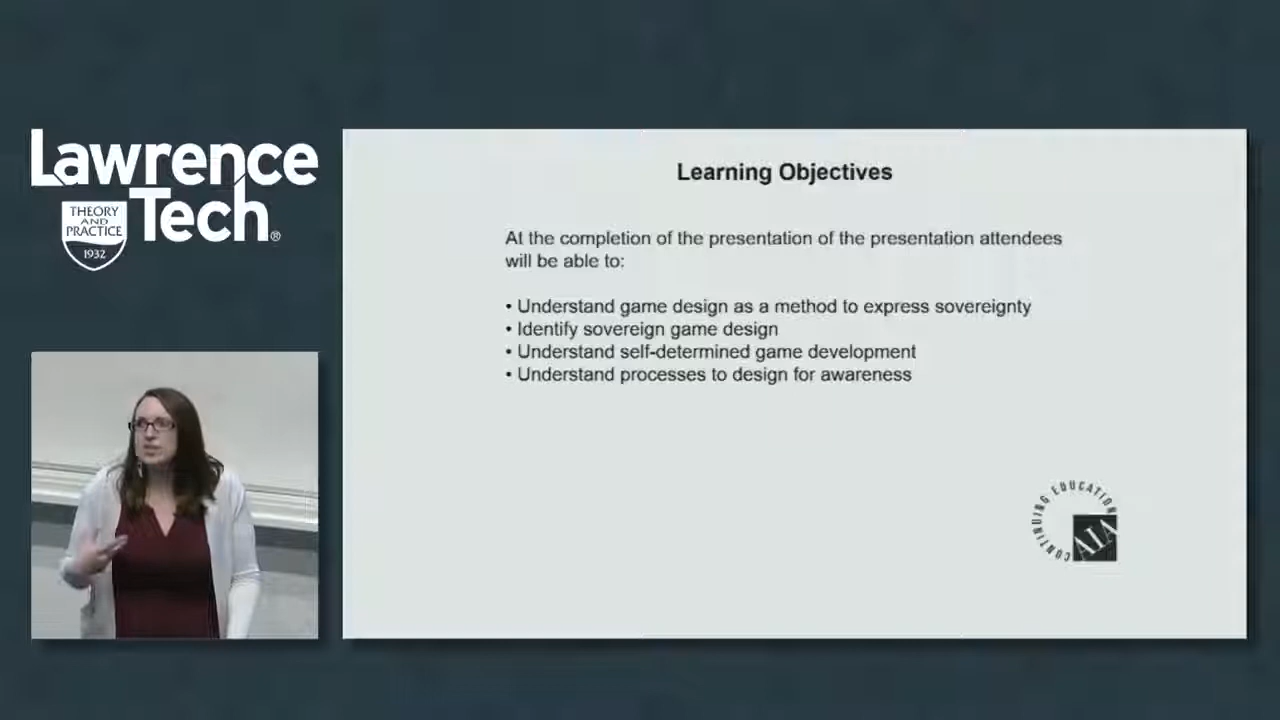 Lawrence
Tech®
THEORY
AND
PRACTICE
1932
Learning Objectives
At the completion of the presentation of the presentation attendees
will be able to:
• Understand game design as a method to express sovereignty
• Identify sovereign game design
• Understand self-determined game development
• Understand processes to design for awareness
CONTINUING EDUCATION
AIA